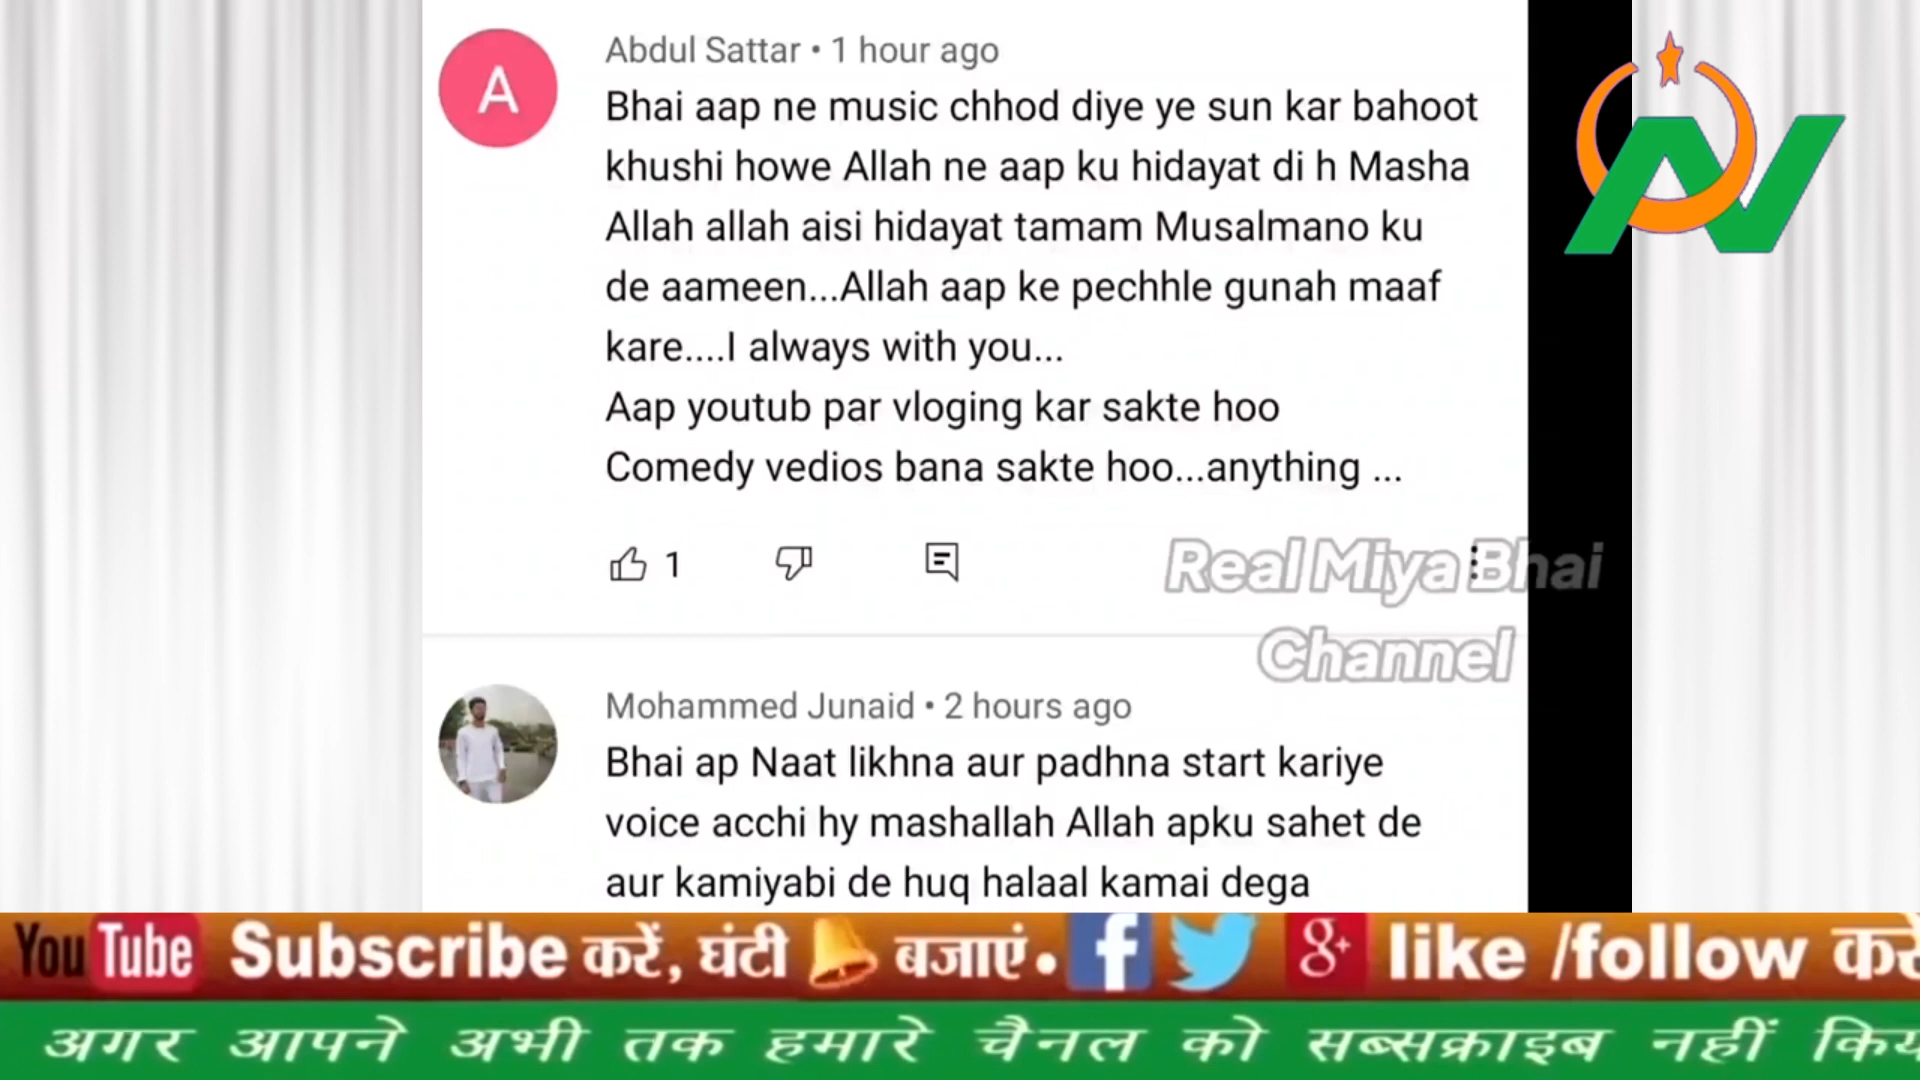 A
Abdul Sattar • 1 hour ago
Bhai aap ne music chhod diye ye sun kar bahoot
khushi howe Allah ne aap ku hidayat di h Masha
Allah allah aisi hidayat tamam Musalmano ku
de aameen...Allah aap ke pechhle gunah maaf
kare....I always with you...
Aap youtub par vloging kar sakte hoo
Comedy vedios bana sakte hoo...anything ...
1
Real Miya Bhai
Channel
Mohammed Junaid • 2 hours ago
Bhai ap Naat likhna aur padhna start kariye
voice acchi hy mashallah Allah apku sahet de
aur kamiyabi de huq halaal kamai dega
AV
YouTube Subscribe करें, घंटी बजाएं • f g+ like /follow करें
अगर आपने अभी तक हमारे चैनल को सब्सक्राइब नहीं